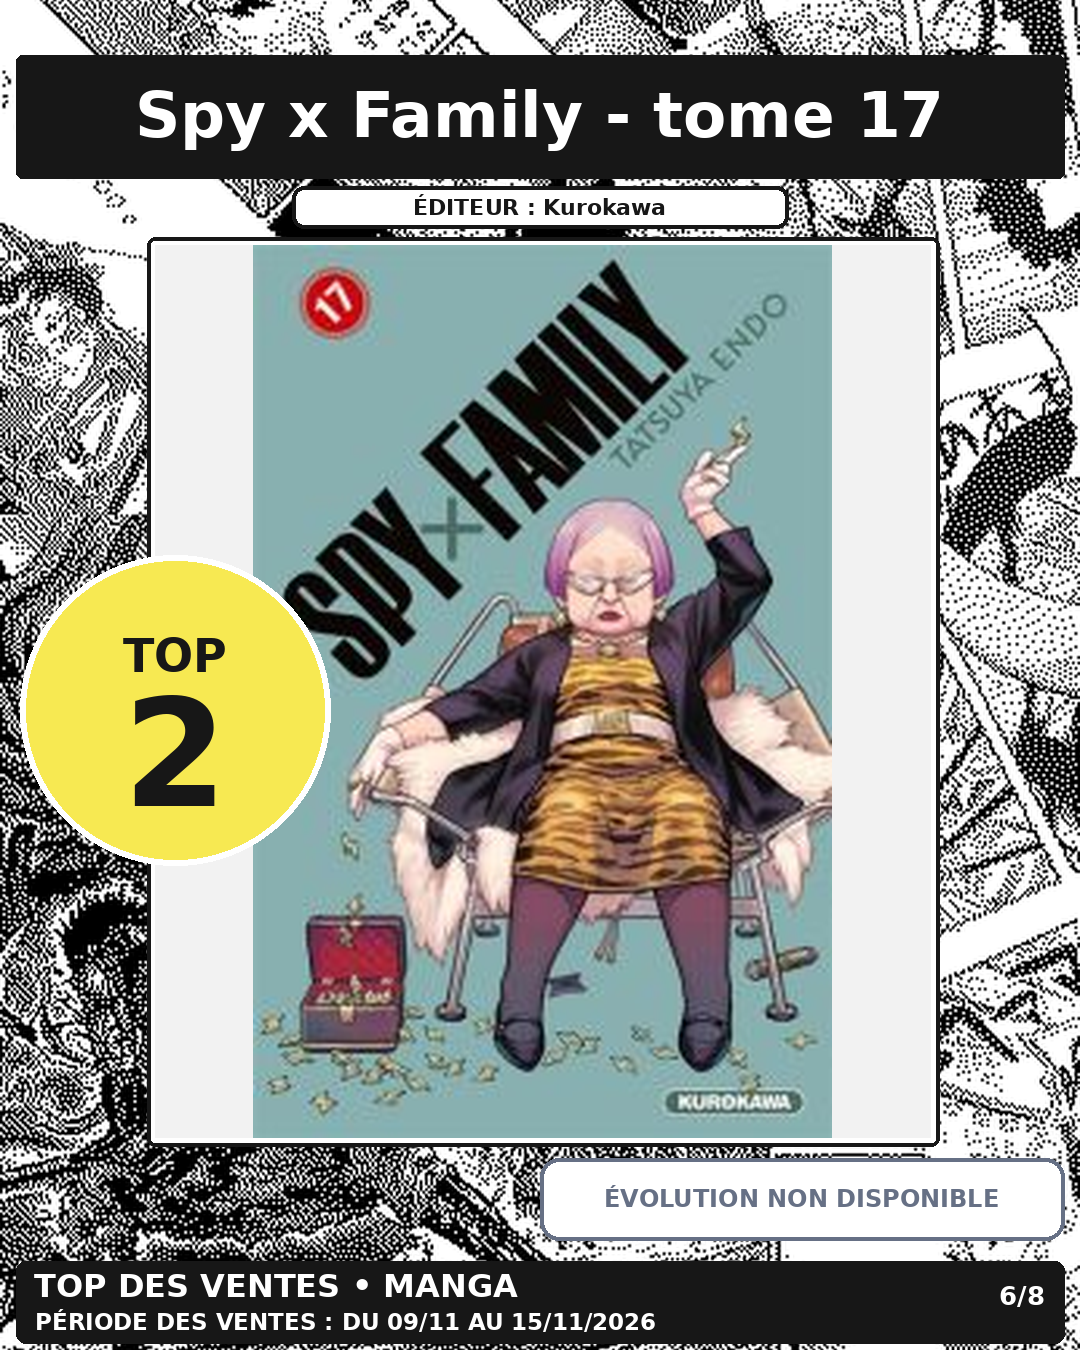 Spy x Family - tome 17
ÉDITEUR : Kurokawa
17
SPY×FAMILY
TATSUYA ENDO
TOP
2
KUROKAWA
ÉVOLUTION NON DISPONIBLE
TOP DES VENTES • MANGA
6/8
PÉRIODE DES VENTES : DU 09/11 AU 15/11/2026